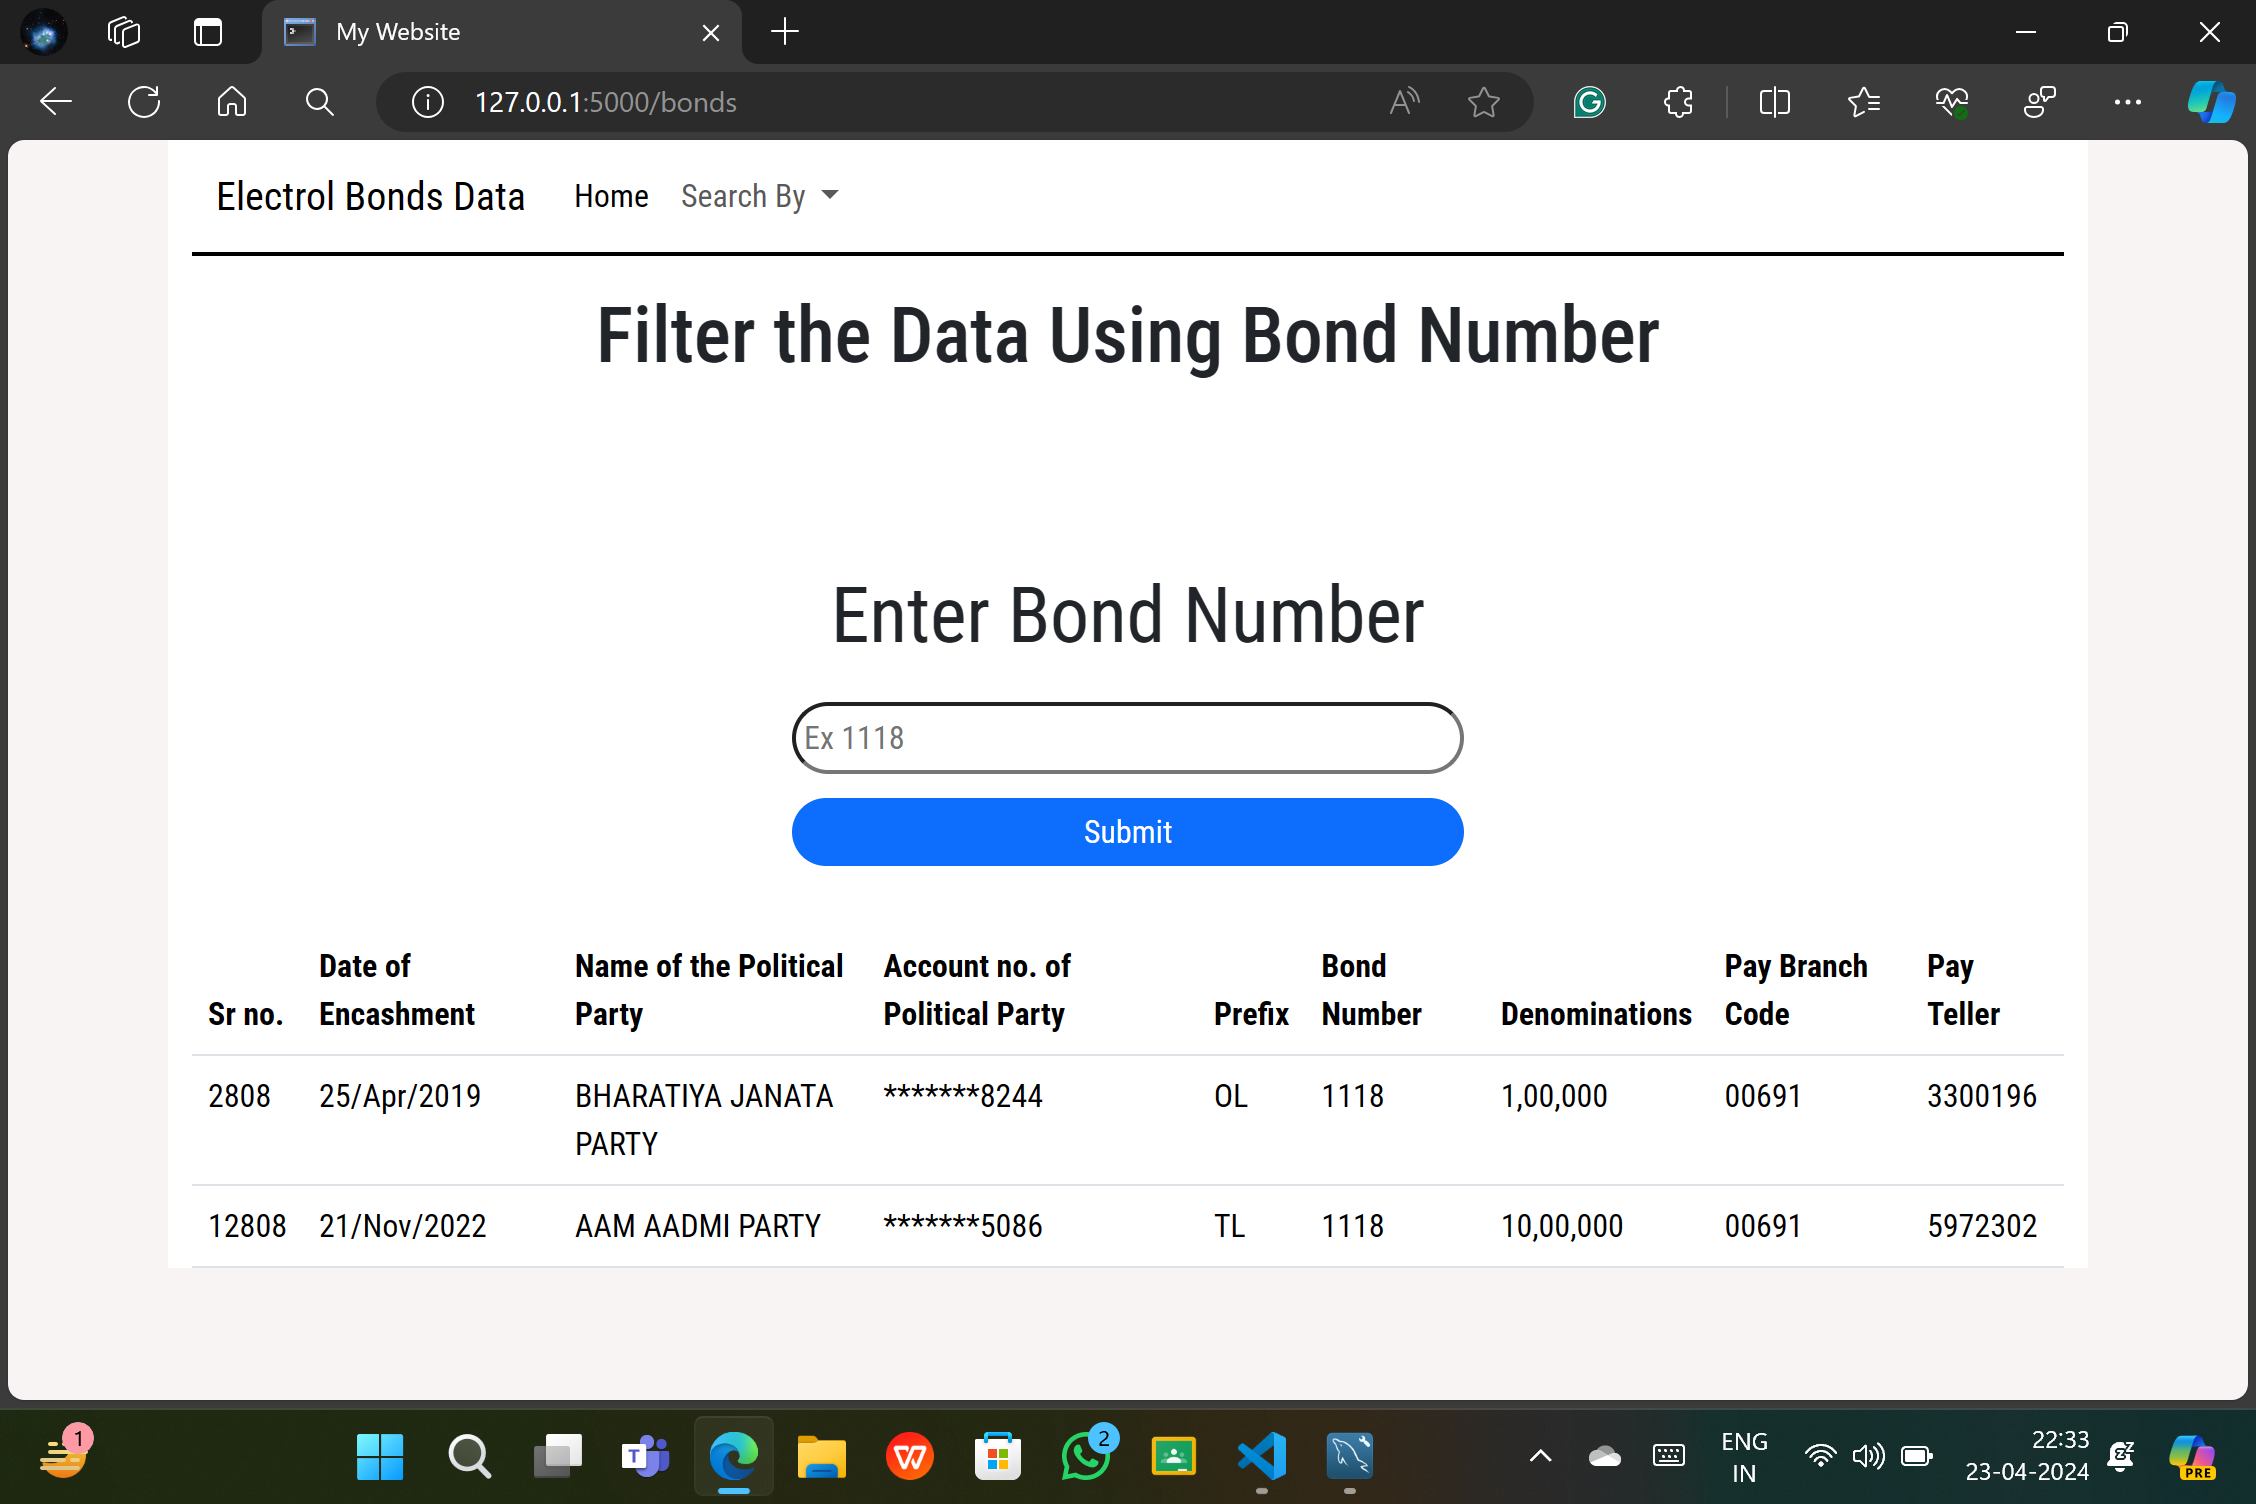 My Website
127.0.0.1:5000/bonds
Electrol Bonds Data Home Search By
Filter the Data Using Bond Number
Enter Bond Number
Ex 1118
Submit
Sr no. Date of Encashment Name of the Political Party Account no. of Political Party Prefix Bond Number Denominations Pay Branch Code Pay Teller
2808 25/Apr/2019 BHARATIYA JANATA PARTY *******8244 OL 1118 1,00,000 00691 3300196
12808 21/Nov/2022 AAM AADMI PARTY *******5086 TL 1118 10,00,000 00691 5972302
1
2
ENG
IN
22:33
23-04-2024
PRE